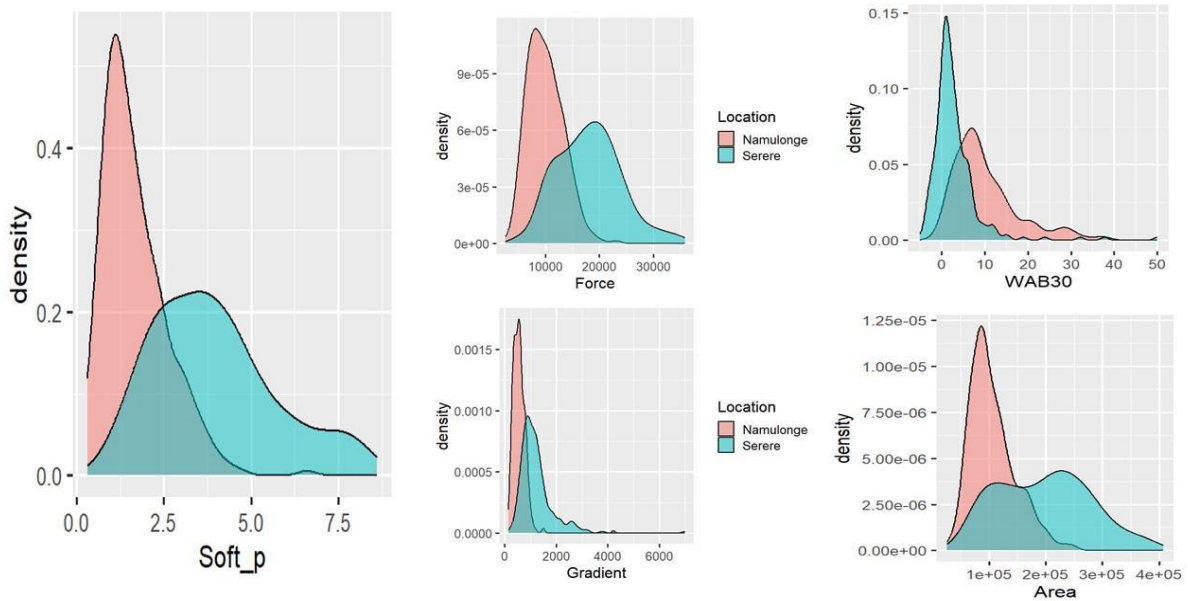 density
0.4
0.2
0.0
0.0 2.5 5.0 7.5
Soft_p
density
9e-05
6e-05
3e-05
0e+00
10000 20000 30000
Force
Location
Namulonge
Serere
density
0.15
0.10
0.05
0.00
0 10 20 30 40 50
WAB30
density
0.0015
0.0010
0.0005
0.0000
0 2000 4000 6000
Gradient
Location
Namulonge
Serere
density
1.25e-05
1.00e-05
7.50e-06
5.00e-06
2.50e-06
0.00e+00
1e+05 2e+05 3e+05 4e+05
Area